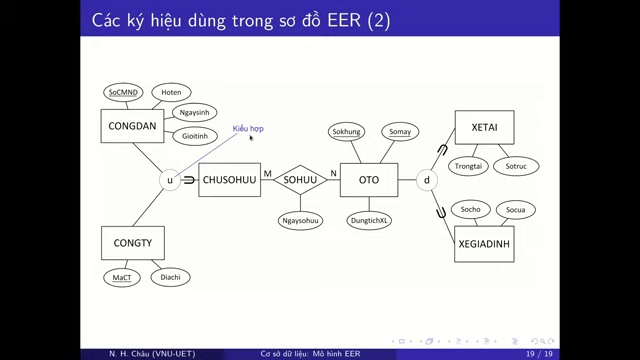 Các ký hiệu dùng trong sơ đồ EER (2)
SoCMND
Hoten
CONGDAN
Ngaysinh
Gioitinh
Kiểu hợp
u
CHUSOHUU
M
SOHUU
N
Ngaysohuu
Sokhung
Somay
OTO
DungtichXL
d
XETAI
Trongtai
Sotruc
Socho
Socua
XEGIADINH
CONGTY
MaCT
Diachi
N. H. Châu (VNU-UET)
Cơ sở dữ liệu: Mô hình EER
19 / 19